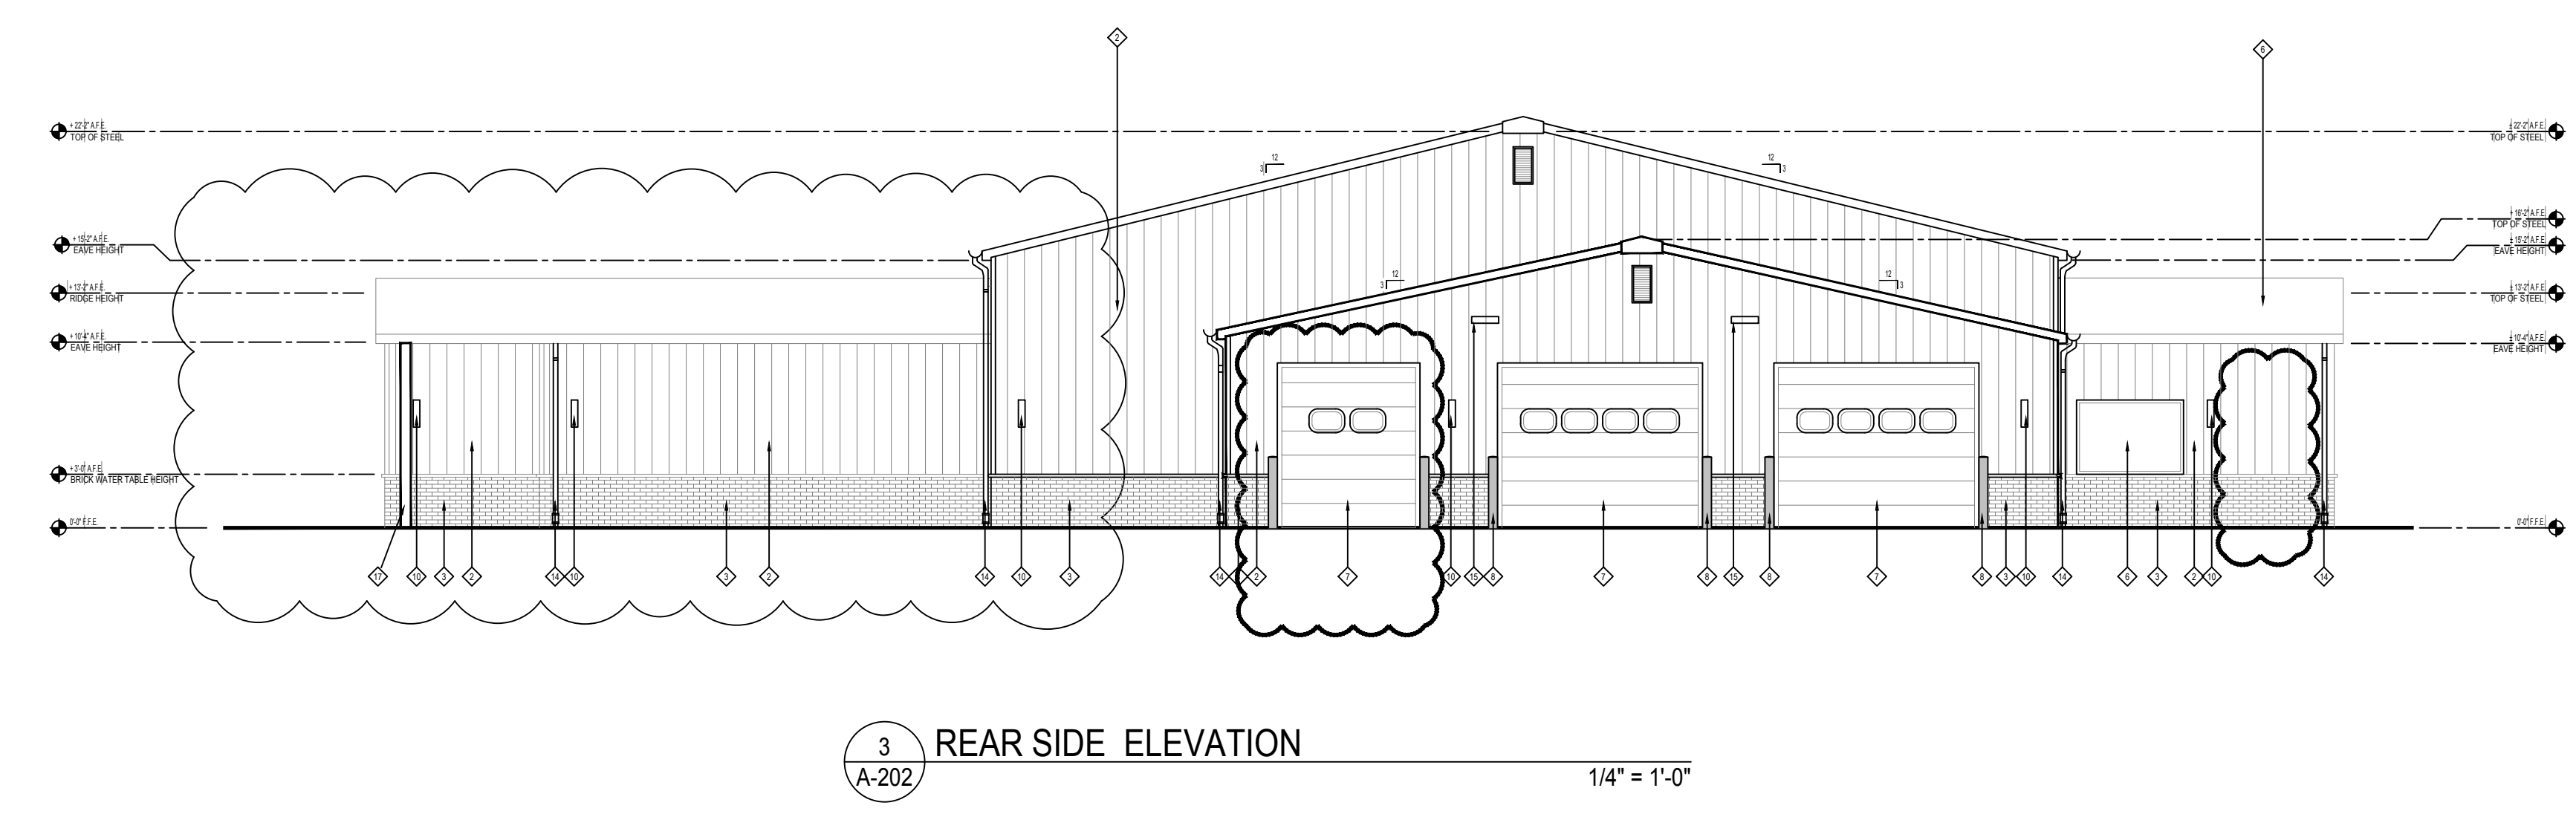 2
6
+ 22'-2" A.F.E.
TOP OF STEEL
± 22'-2" A.F.E.
TOP OF STEEL
12
3
12
3
+ 16'-2" A.F.E.
TOP OF STEEL
+ 15'-2" A.F.E.
EAVE HEIGHT
± 15'-2" A.F.E.
EAVE HEIGHT
12
3
12
3
+ 13'-2" A.F.E.
RIDGE HEIGHT
± 13'-2" A.F.E.
TOP OF STEEL
+ 10'-4" A.F.E.
EAVE HEIGHT
± 10'-4" A.F.E.
EAVE HEIGHT
+ 3'-0" A.F.E.
BRICK WATER TABLE HEIGHT
0'-0" F.F.E.
0'-0" F.F.E.
17 10 3 2 14 10 3 2 14 10 3 14 2 7 10 15 8 7 8 15 8 7 8 3 10 14 6 3 2 10 14
3 REAR SIDE ELEVATION
A-202 1/4" = 1'-0"